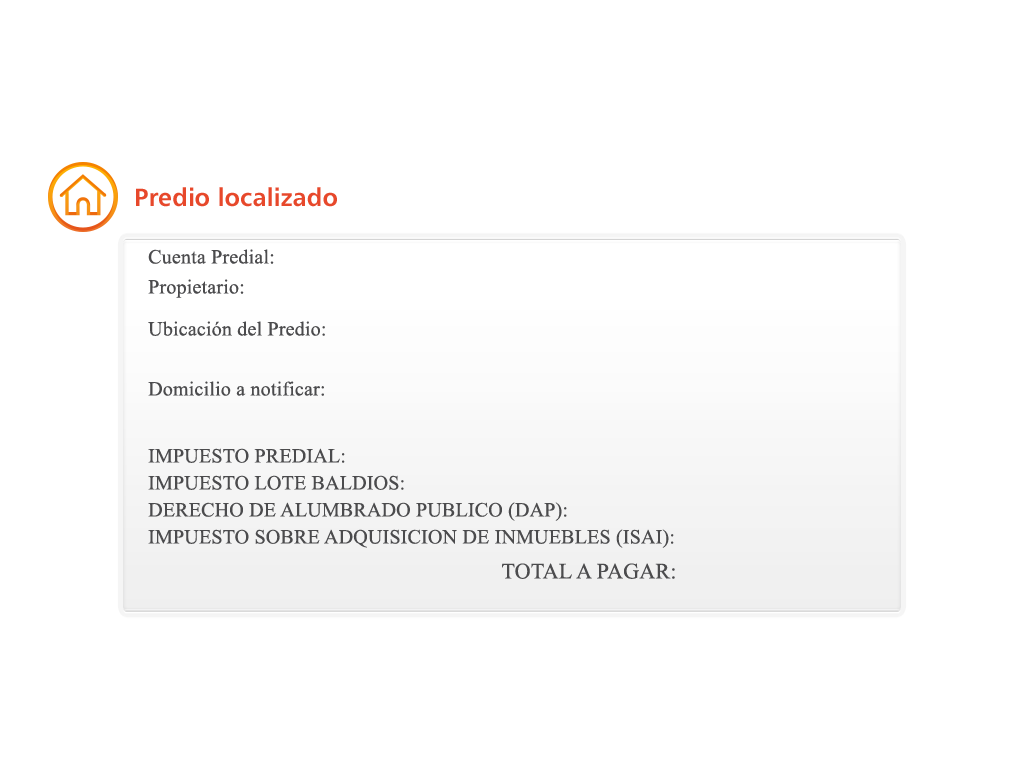 Predio localizado
Cuenta Predial:
Propietario:
Ubicación del Predio:
Domicilio a notificar:
IMPUESTO PREDIAL:
IMPUESTO LOTE BALDIOS:
DERECHO DE ALUMBRADO PUBLICO (DAP):
IMPUESTO SOBRE ADQUISICION DE INMUEBLES (ISAI):
TOTAL A PAGAR: